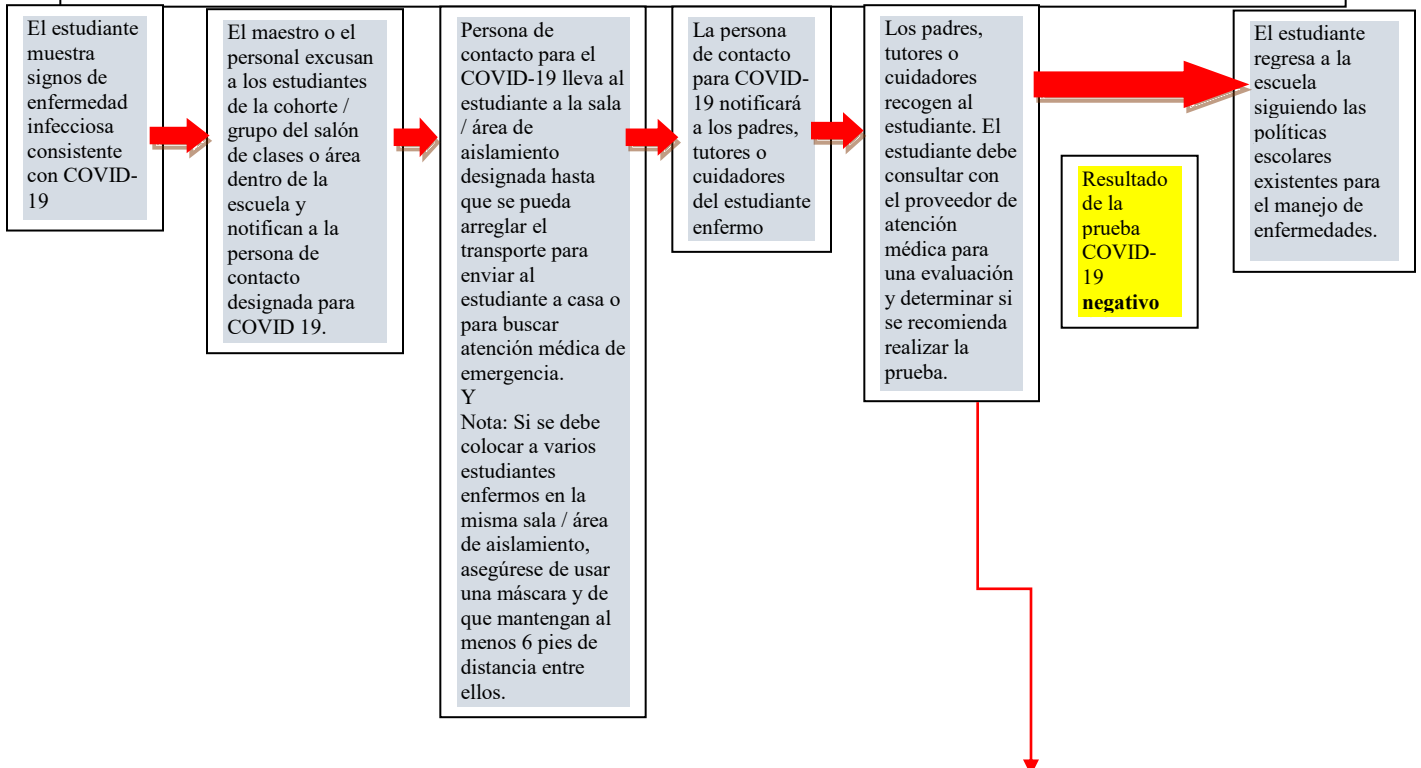 El estudiante
muestra
signos de
enfermedad
infecciosa
consistente
con COVID-
19
El maestro o el
personal excusan
a los estudiantes
de la cohorte /
grupo del salón
de clases o área
dentro de la
escuela y
notifican a la
persona de
contacto
designada para
COVID 19.
Persona de
contacto para el
COVID-19 lleva al
estudiante a la sala
/ área de
aislamiento
designada hasta
que se pueda
arreglar el
transporte para
enviar al
estudiante a casa o
para buscar
atención médica de
emergencia.
Y
Nota: Si se debe
colocar a varios
estudiantes
enfermos en la
misma sala / área
de aislamiento,
asegúrese de usar
una máscara y de
que mantengan al
menos 6 pies de
distancia entre
ellos.
La persona
de contacto
para COVID-
19 notificará
a los padres,
tutores o
cuidadores
del estudiante
enfermo
Los padres,
tutores o
cuidadores
recogen al
estudiante. El
estudiante debe
consultar con
el proveedor de
atención
médica para
una evaluación
y determinar si
se recomienda
realizar la
prueba.
Resultado
de la
prueba
COVID-
19
negativo
El estudiante
regresa a la
escuela
siguiendo las
políticas
escolares
existentes para
el manejo de
enfermedades.